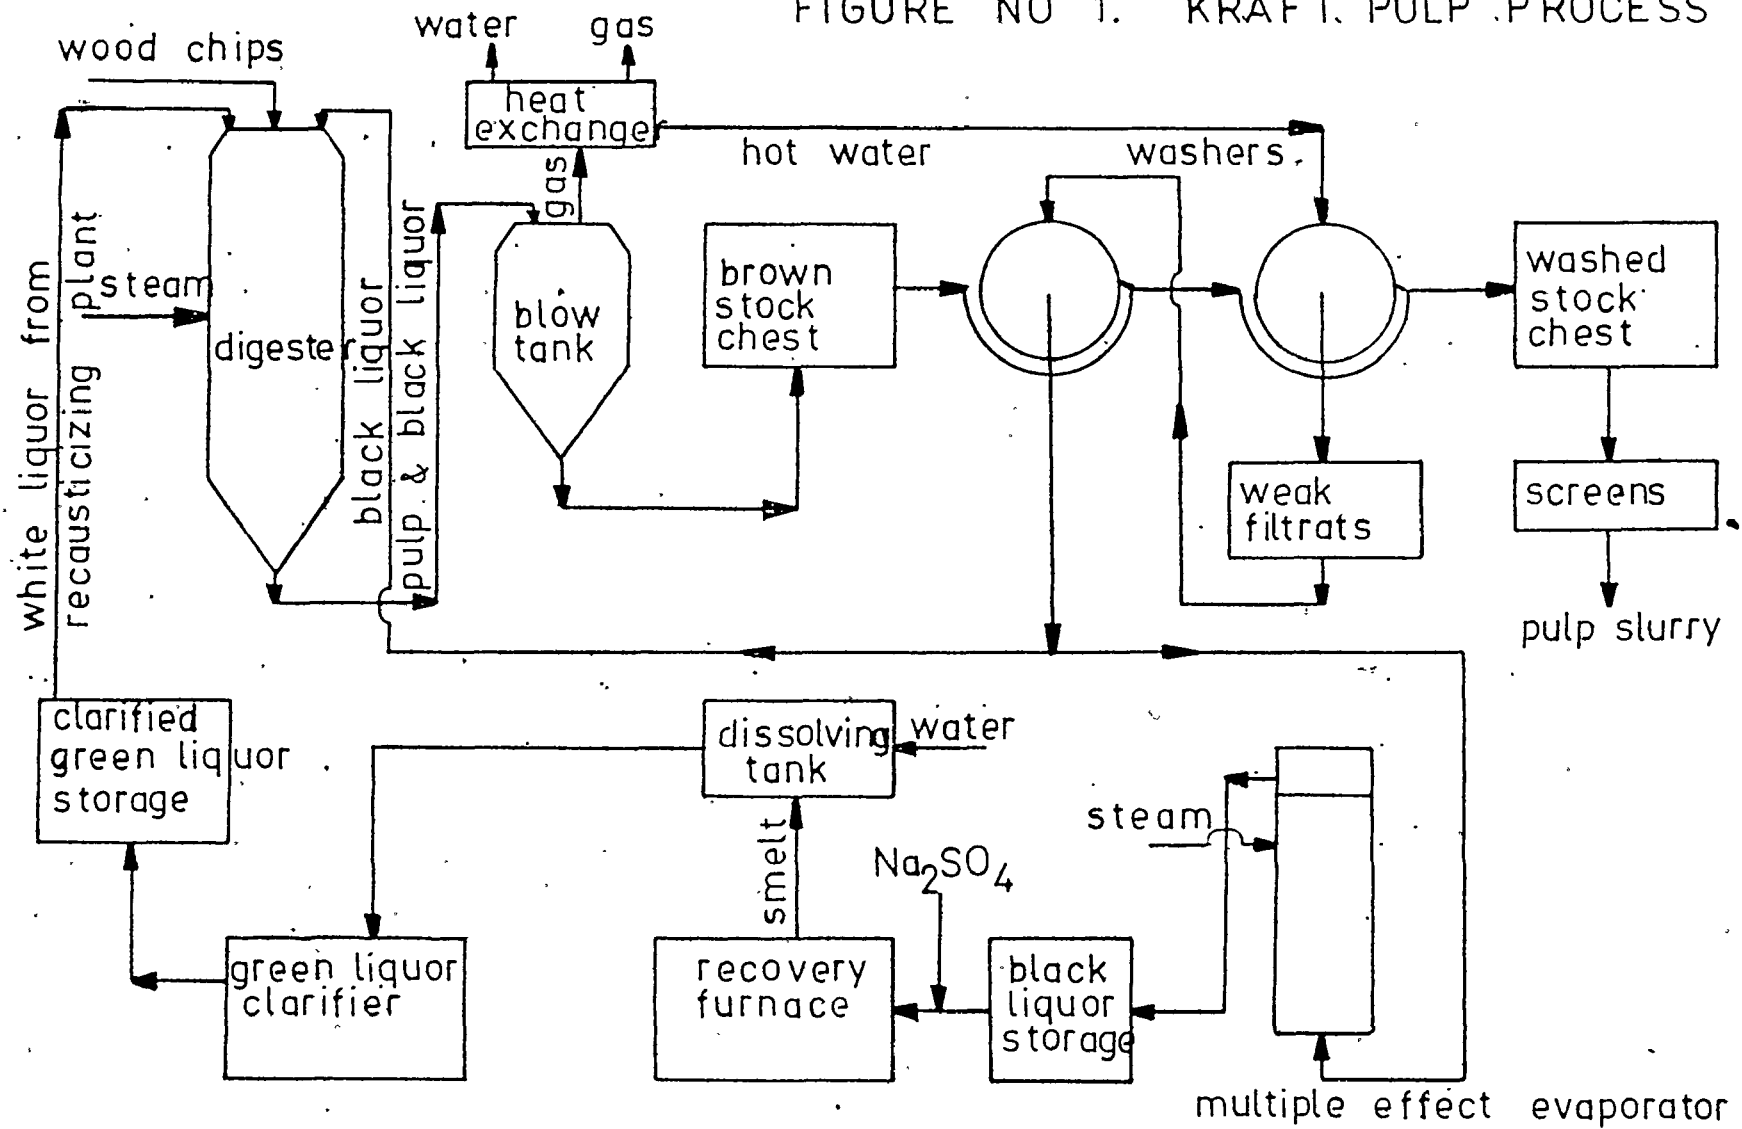 FIGURE NO 1. KRAFT PULP PROCESS
water gas
wood chips
heat
exchanger
hot water
washers
gas
white liquor from
recausticizing plant
steam
digester
black liquor
pulp & black liquor
blow
tank
brown
stock
chest
washed
stock
chest
weak
filtrats
screens
pulp slurry
clarified
green liquor
storage
dissolving
tank
water
steam
smelt
Na2SO4
green liquor
clarifier
recovery
furnace
black
liquor
storage
multiple effect evaporator